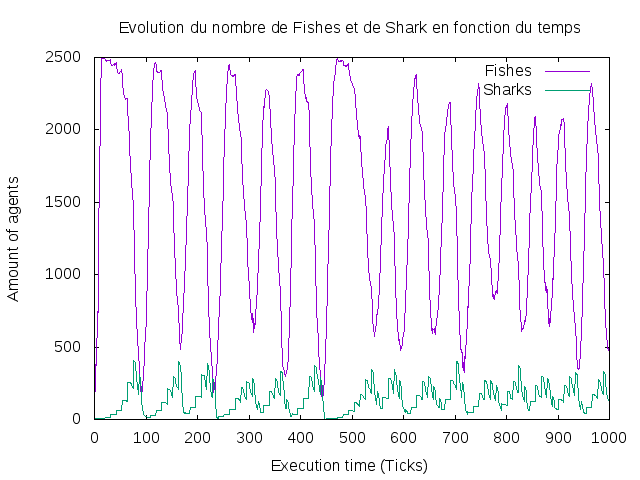 Evolution du nombre de Fishes et de Shark en fonction du temps
2500
2000
1500
1000
500
0
Amount of agents
Fishes
Sharks
0 100 200 300 400 500 600 700 800 900 1000
Execution time (Ticks)